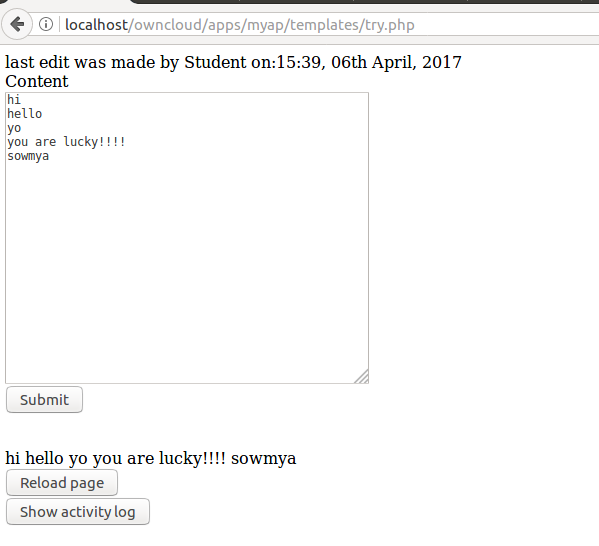 localhost/owncloud/apps/myap/templates/try.php
last edit was made by Student on:15:39, 06th April, 2017
Content
hi
hello
yo
you are lucky!!!!
sowmya
Submit
hi hello yo you are lucky!!!! sowmya
Reload page
Show activity log